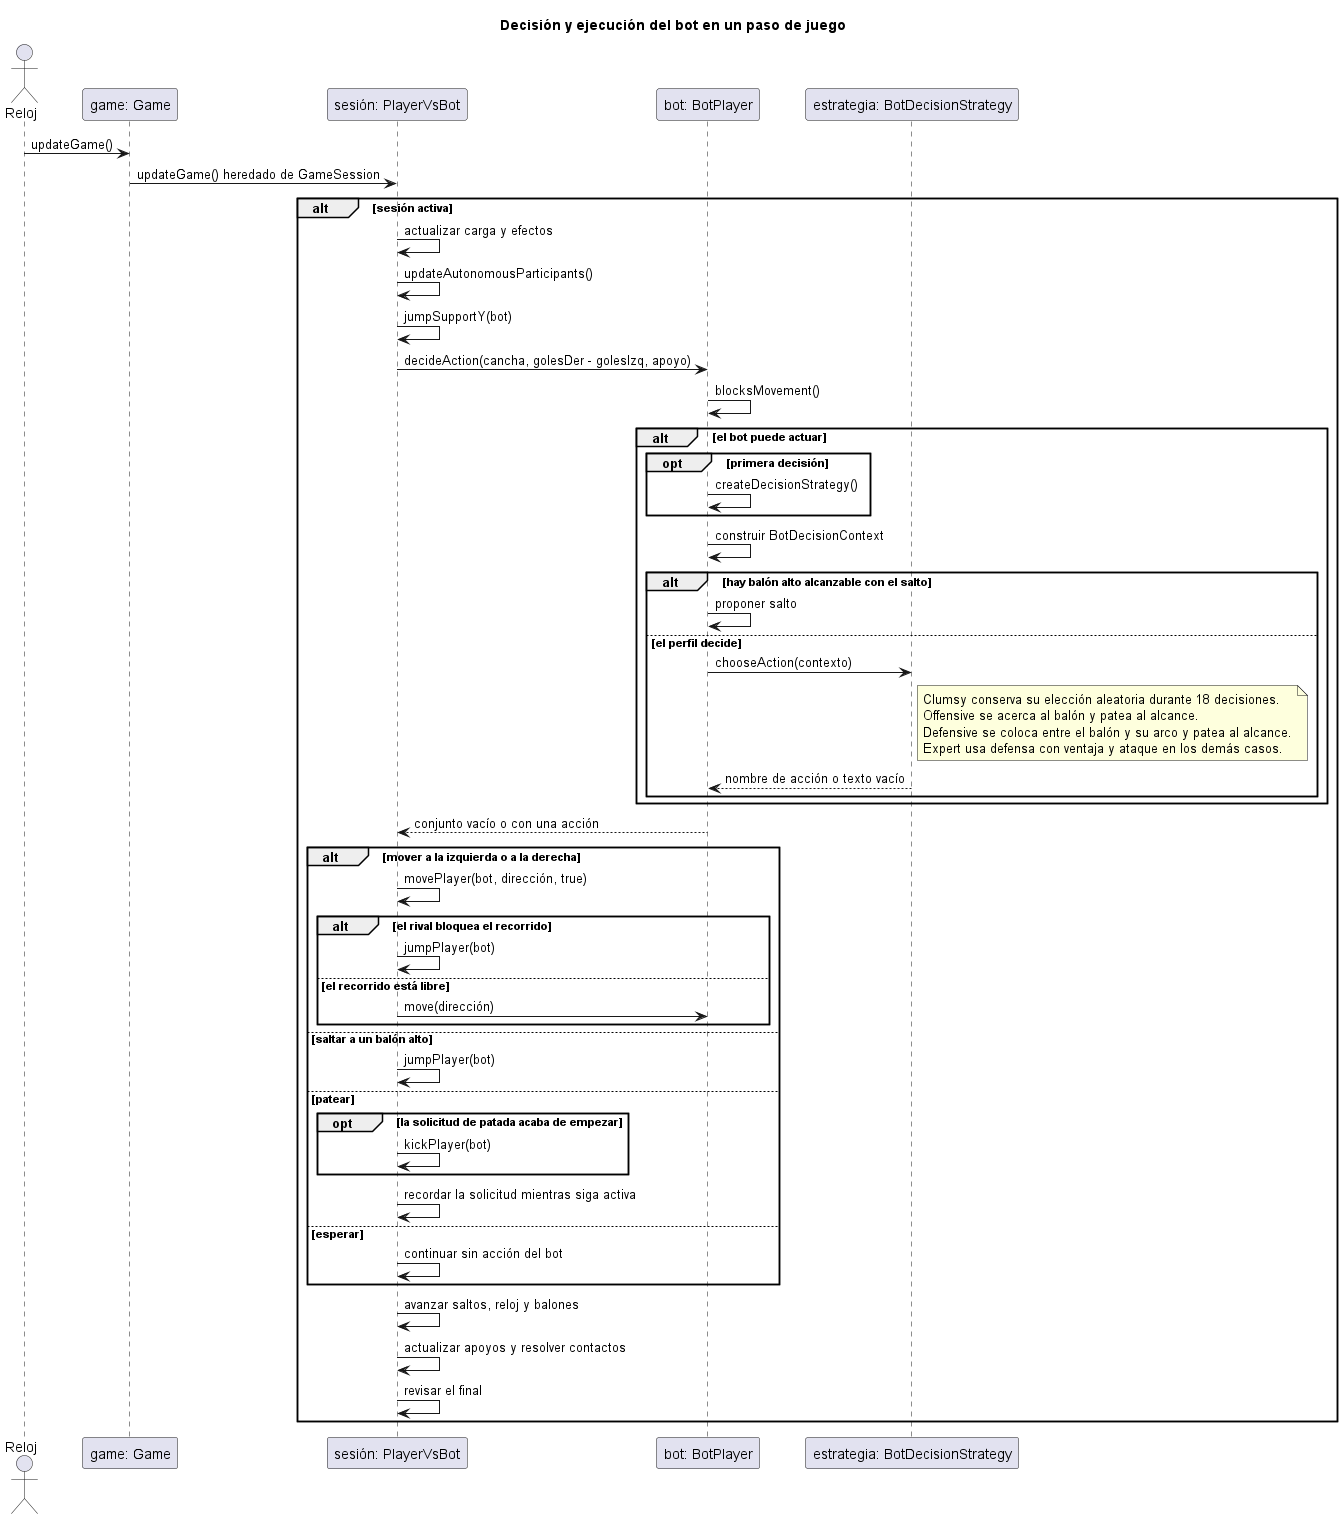 Decisión y ejecución del bot en un paso de juego
Reloj
game: Game
sesión: PlayerVsBot
bot: BotPlayer
estrategia: BotDecisionStrategy
updateGame()
updateGame() heredado de GameSession
alt
[sesión activa]
actualizar carga y efectos
updateAutonomousParticipants()
jumpSupportY(bot)
decideAction(cancha, golesDer - golesIzq, apoyo)
blocksMovement()
alt
[el bot puede actuar]
opt
[primera decisión]
createDecisionStrategy()
construir BotDecisionContext
alt
[hay balón alto alcanzable con el salto]
proponer salto
[el perfil decide]
chooseAction(contexto)
Clumsy conserva su elección aleatoria durante 18 decisiones.
Offensive se acerca al balón y patea al alcance.
Defensive se coloca entre el balón y su arco y patea al alcance.
Expert usa defensa con ventaja y ataque en los demás casos.
nombre de acción o texto vacío
conjunto vacío o con una acción
alt
[mover a la izquierda o a la derecha]
movePlayer(bot, dirección, true)
alt
[el rival bloquea el recorrido]
jumpPlayer(bot)
[el recorrido está libre]
move(dirección)
[saltar a un balón alto]
jumpPlayer(bot)
[patear]
opt
[la solicitud de patada acaba de empezar]
kickPlayer(bot)
recordar la solicitud mientras siga activa
[esperar]
continuar sin acción del bot
avanzar saltos, reloj y balones
actualizar apoyos y resolver contactos
revisar el final
Reloj
game: Game
sesión: PlayerVsBot
bot: BotPlayer
estrategia: BotDecisionStrategy